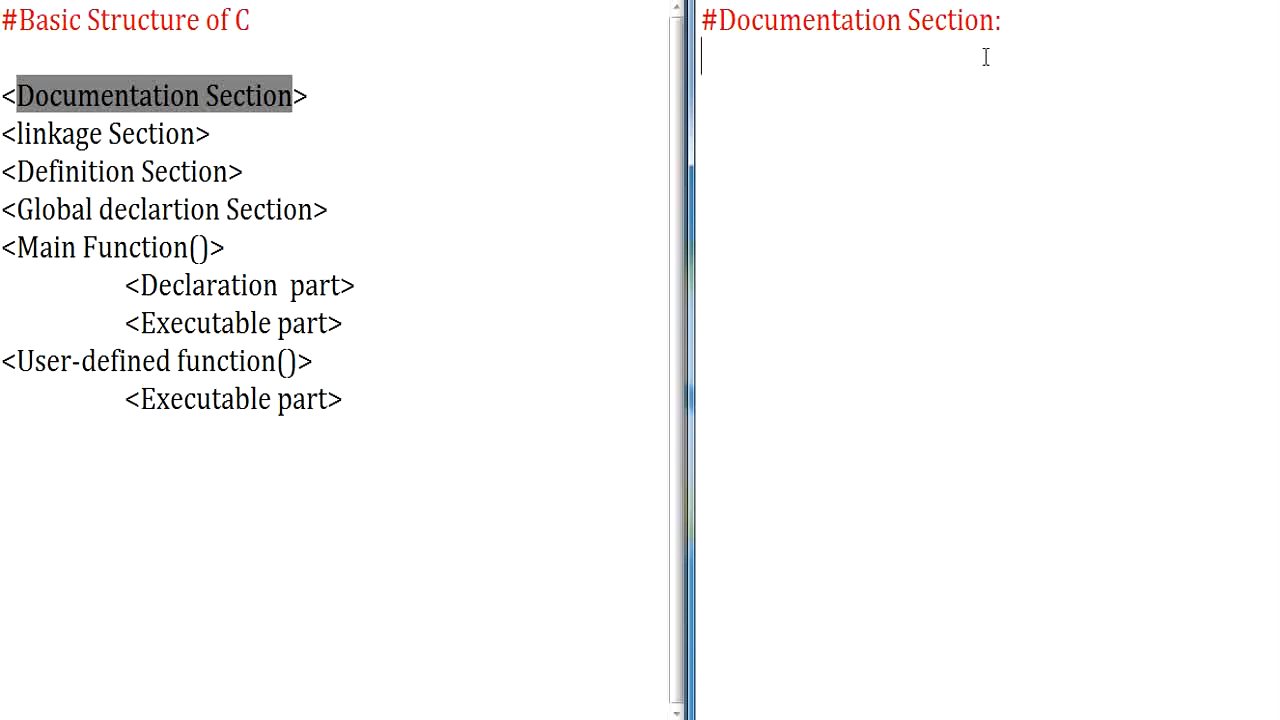 #Basic Structure of C
<Documentation Section>
<linkage Section>
<Definition Section>
<Global declartion Section>
<Main Function()>
<Declaration  part>
<Executable part>
<User-defined function()>
<Executable part>
#Documentation Section: